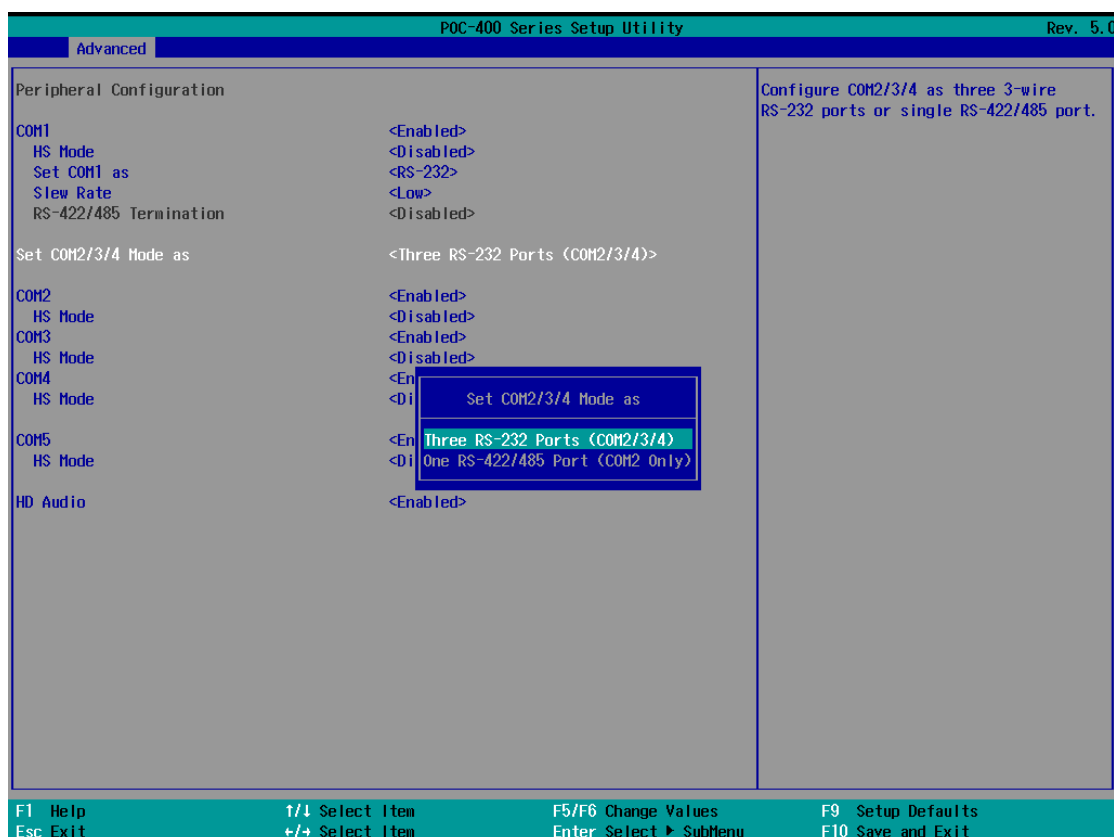 POC-400 Series Setup Utility Rev. 5.0
Advanced
Peripheral Configuration
COM1 <Enabled>
HS Mode <Disabled>
Set COM1 as <RS-232>
Slew Rate <Low>
RS-422/485 Termination <Disabled>
Set COM2/3/4 Mode as <Three RS-232 Ports (COM2/3/4)>
COM2 <Enabled>
HS Mode <Disabled>
COM3 <Enabled>
HS Mode <Disabled>
COM4 <En
HS Mode <Di
COM5 <En
HS Mode <Di
HD Audio <Enabled>
Set COM2/3/4 Mode as
Three RS-232 Ports (COM2/3/4)
One RS-422/485 Port (COM2 Only)
Configure COM2/3/4 as three 3-wire
RS-232 ports or single RS-422/485 port.
F1 Help ↑/↓ Select Item F5/F6 Change Values F9 Setup Defaults
Esc Exit ←/→ Select Item Enter Select ▶ SubMenu F10 Save and Exit